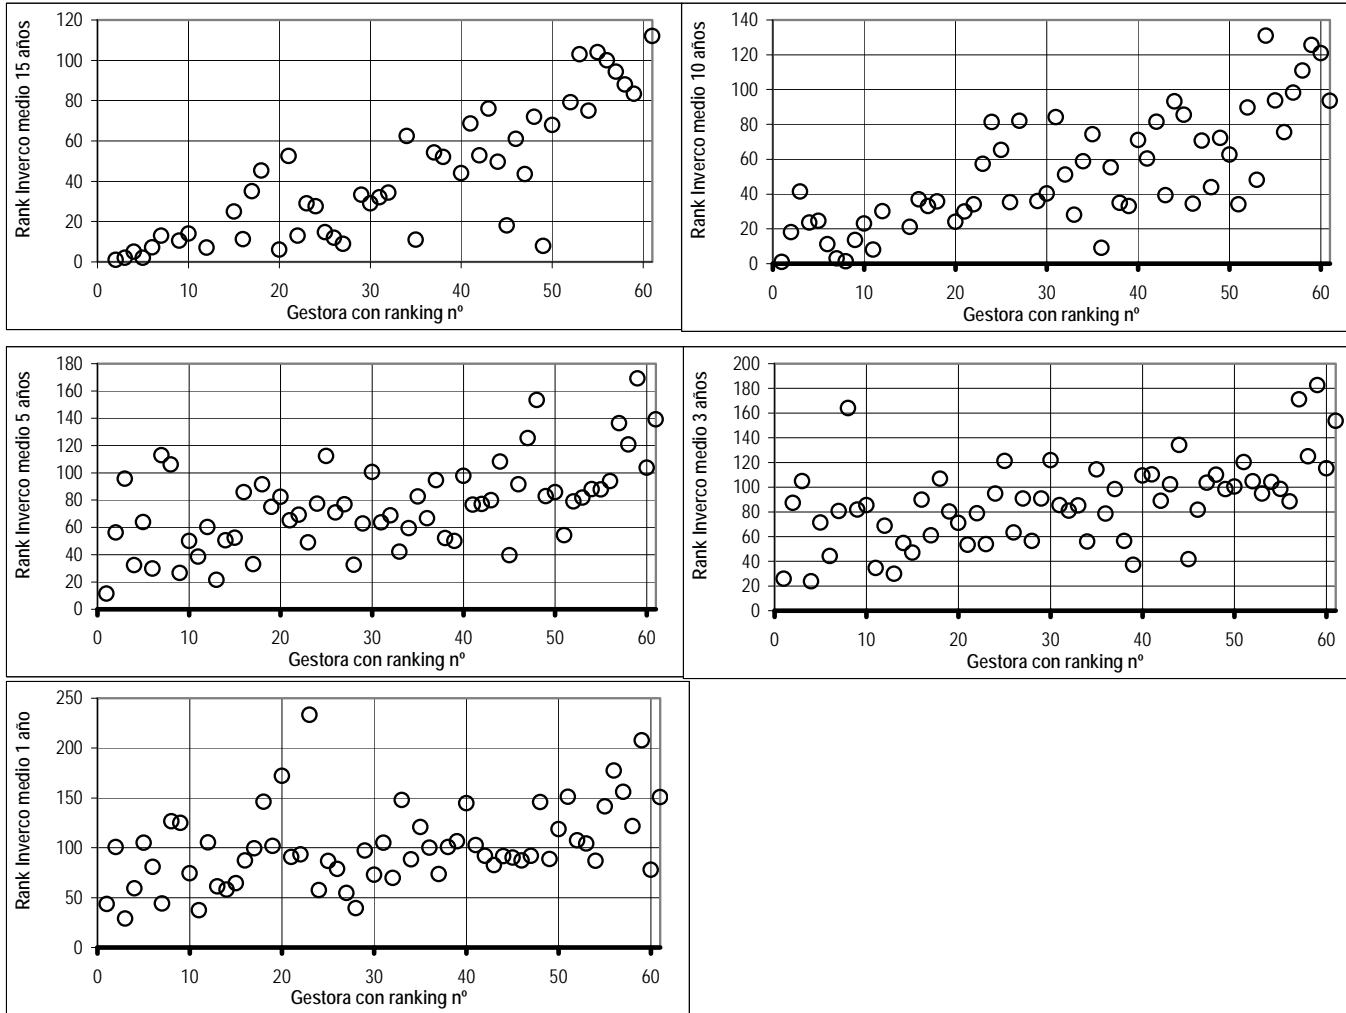 Rank Inverco medio 15 años
120
100
80
60
40
20
0
0 10 20 30 40 50 60
Gestora con ranking nº
Rank Inverco medio 10 años
140
120
100
80
60
40
20
0
0 10 20 30 40 50 60
Gestora con ranking nº
Rank Inverco medio 5 años
180
160
140
120
100
80
60
40
20
0
0 10 20 30 40 50 60
Gestora con ranking nº
Rank Inverco medio 3 años
200
180
160
140
120
100
80
60
40
20
0
0 10 20 30 40 50 60
Gestora con ranking nº
Rank Inverco medio 1 año
250
200
150
100
50
0
0 10 20 30 40 50 60
Gestora con ranking nº